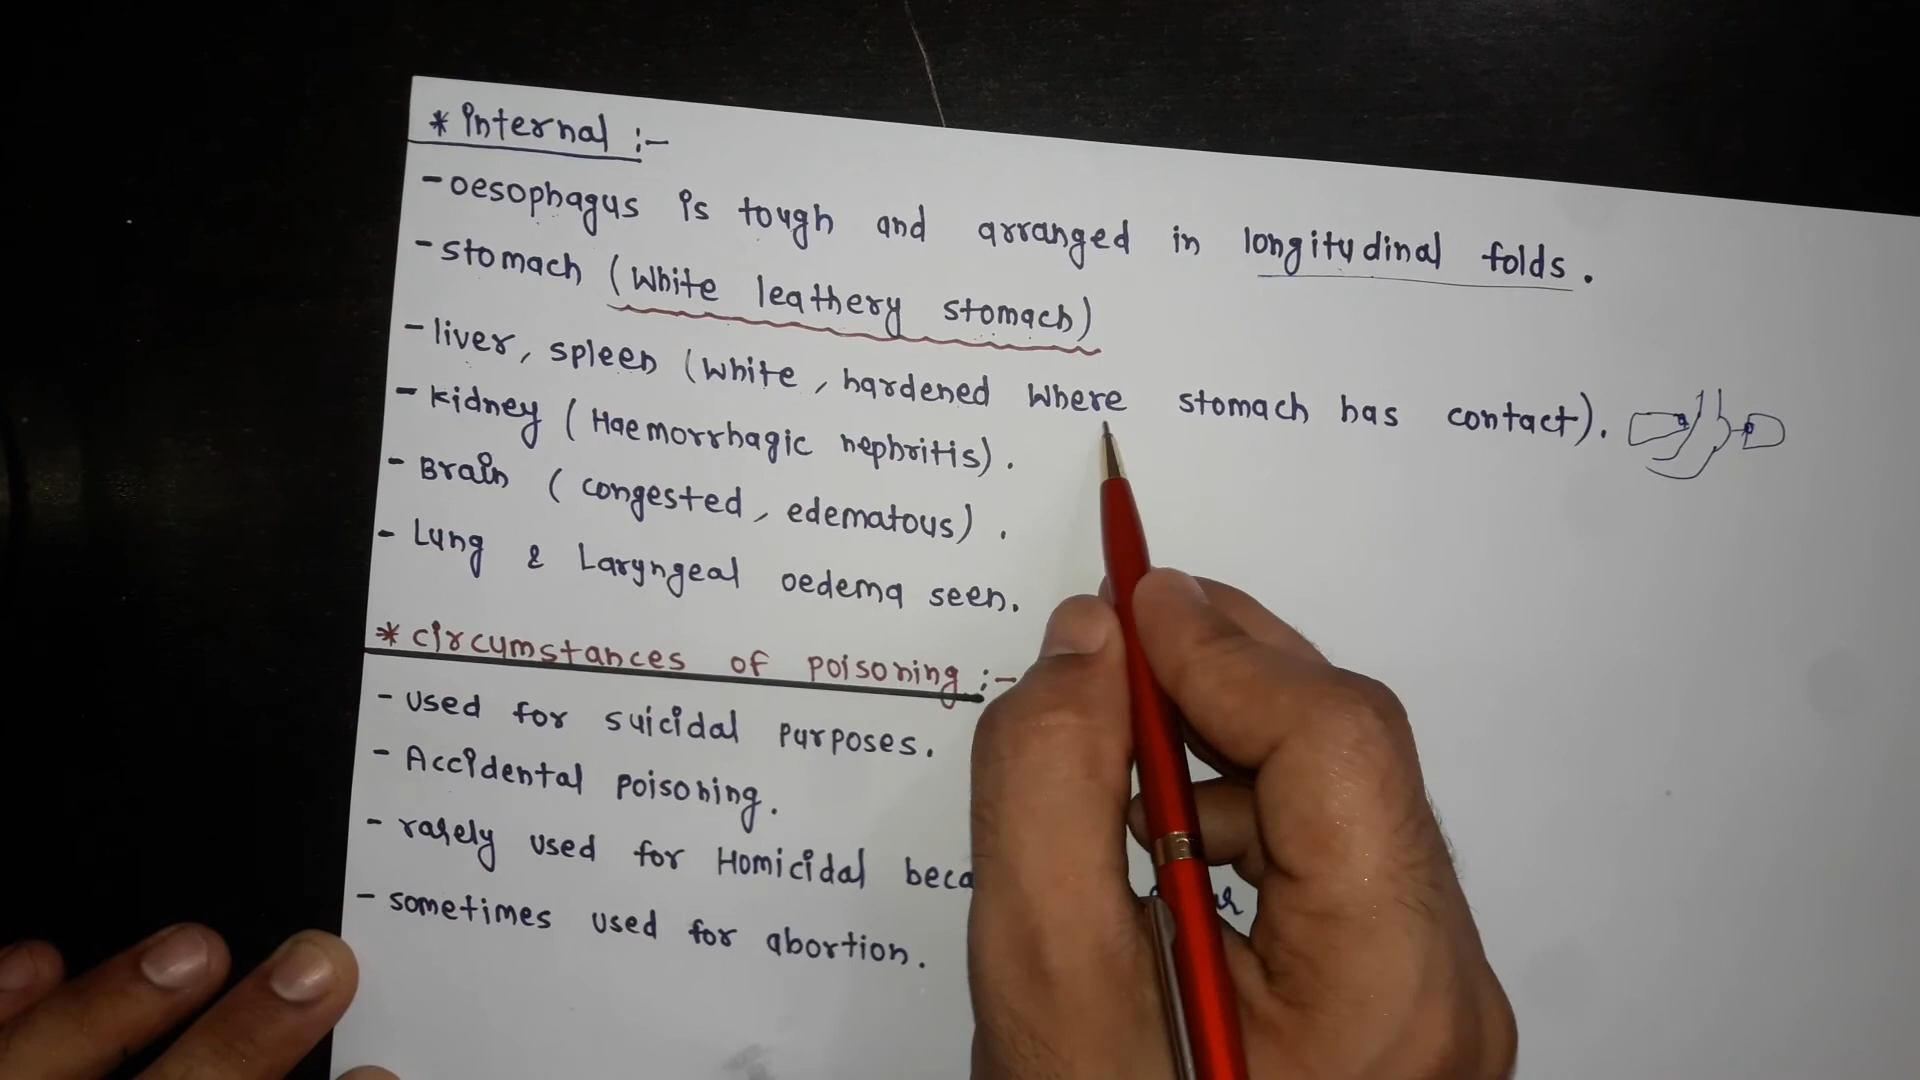 * Internal :-
- oesophagus is tough and arranged in longitudinal folds.
- stomach (White leathery stomach)
- liver, spleen (White, hardened Where stomach has contact).
- Kidney (Haemorrhagic nephritis).
- Brain (congested, edematous).
- Lung & Laryngeal oedema seen.
* circumstances of poisoning :-
- used for suicidal purposes.
- Accidental poisoning.
- rarely used for Homicidal
- sometimes used for abortion.